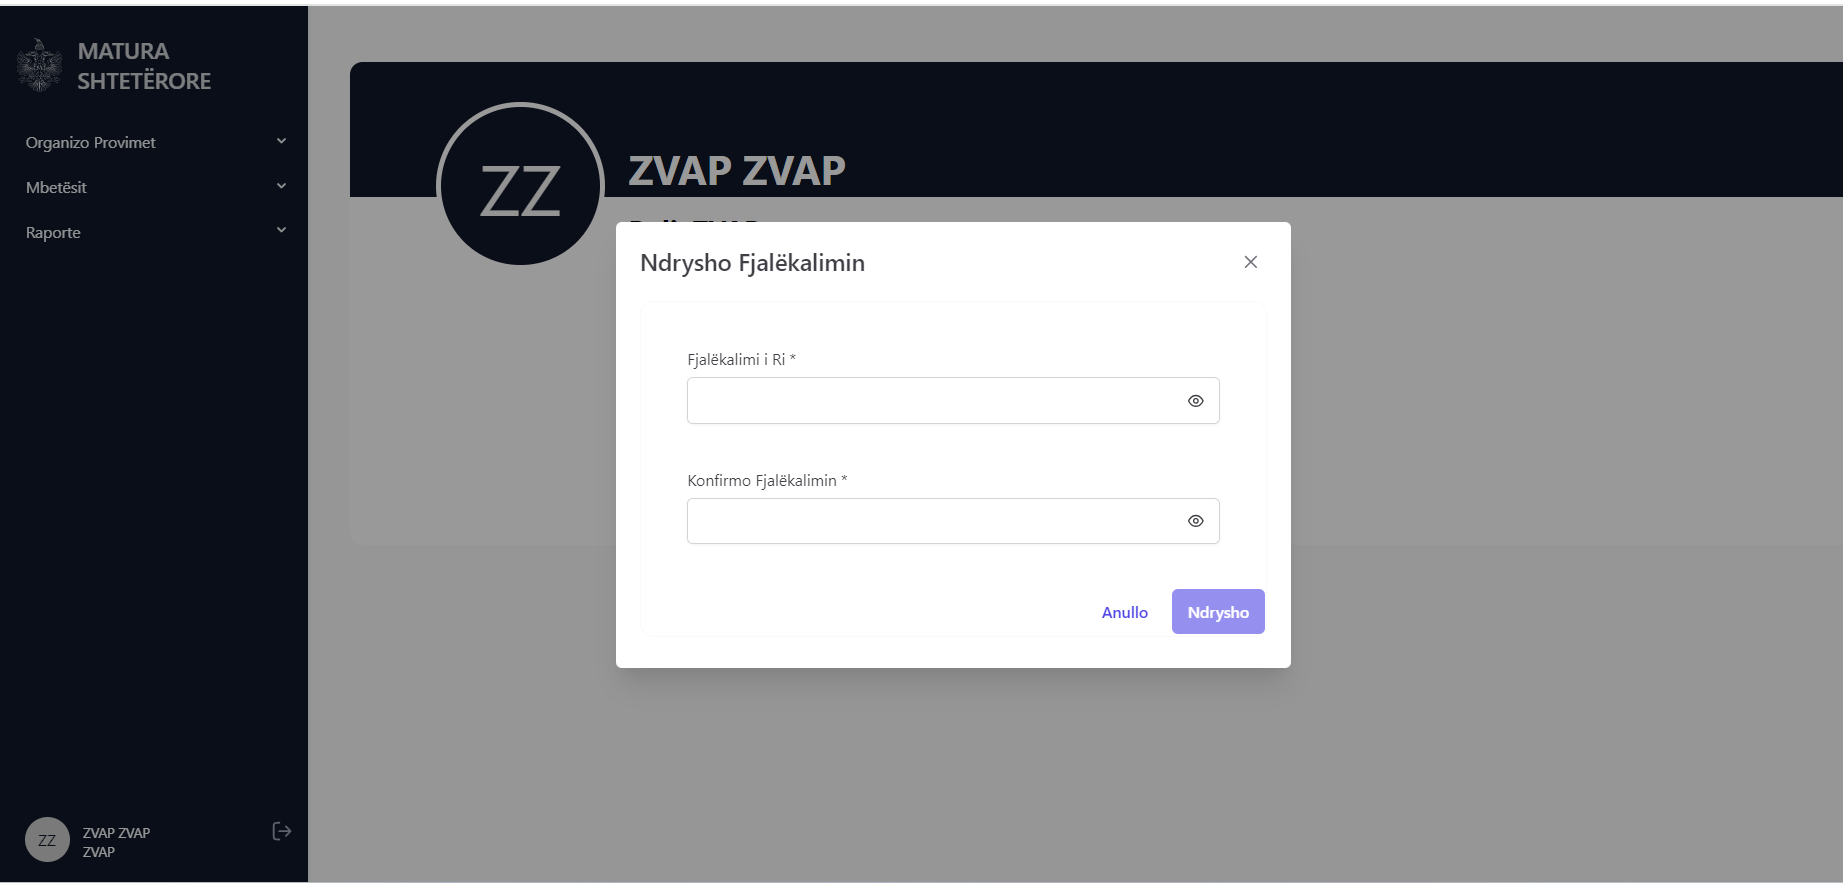 MATURA
SHTETËRORE
Organizo Provimet
Mbetësit
Raporte
ZZ
ZVAP ZVAP
Ndrysho Fjalëkalimin
Fjalëkalimi i Ri *
Konfirmo Fjalëkalimin *
Anullo
Ndrysho
ZZ
ZVAP ZVAP
ZVAP